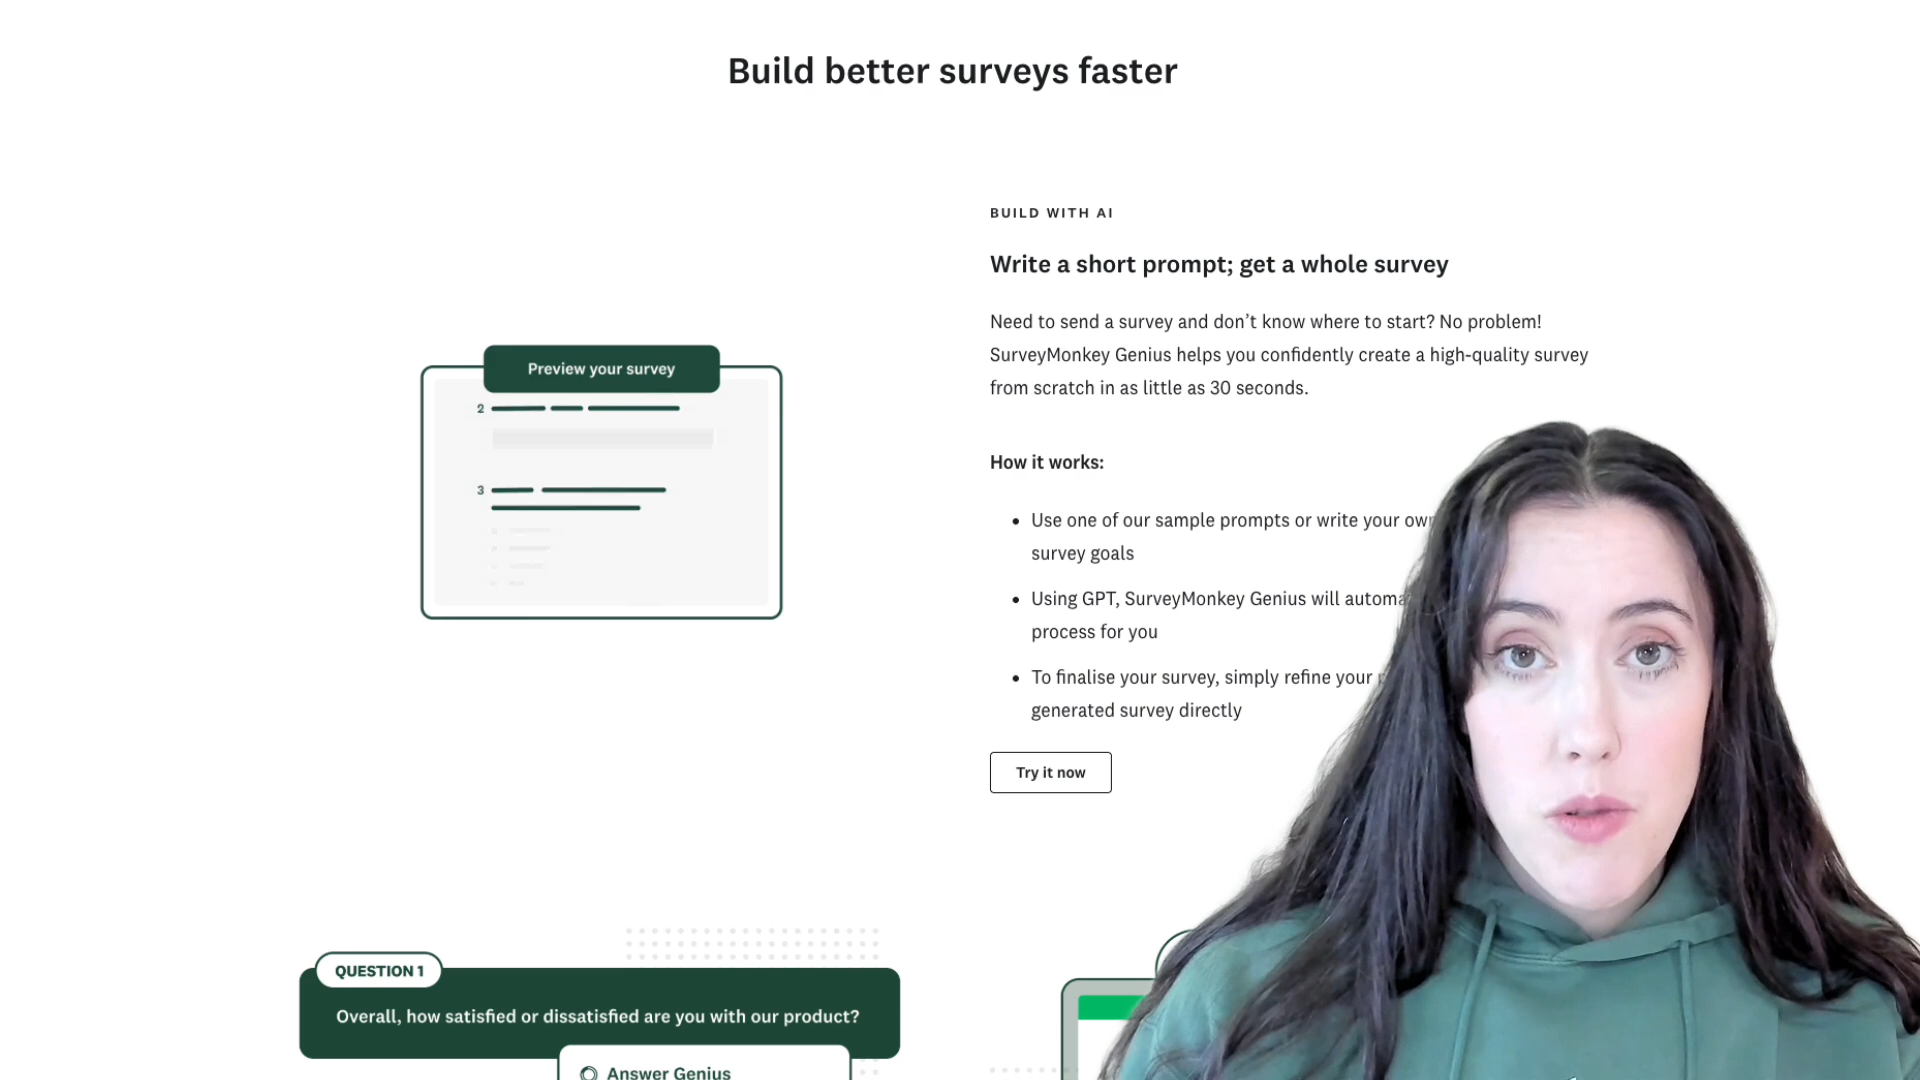 Build better surveys faster
BUILD WITH AI
Write a short prompt; get a whole survey
Need to send a survey and don’t know where to start? No problem!
SurveyMonkey Genius helps you confidently create a high-quality survey
from scratch in as little as 30 seconds.
Preview your survey
2
3
How it works:
Use one of our sample prompts or write your own
survey goals
Using GPT, SurveyMonkey Genius will
process for you
To finalise your survey, simply refine your
generated survey directly
Try it now
QUESTION 1
Overall, how satisfied or dissatisfied are you with our product?
Answer Genius